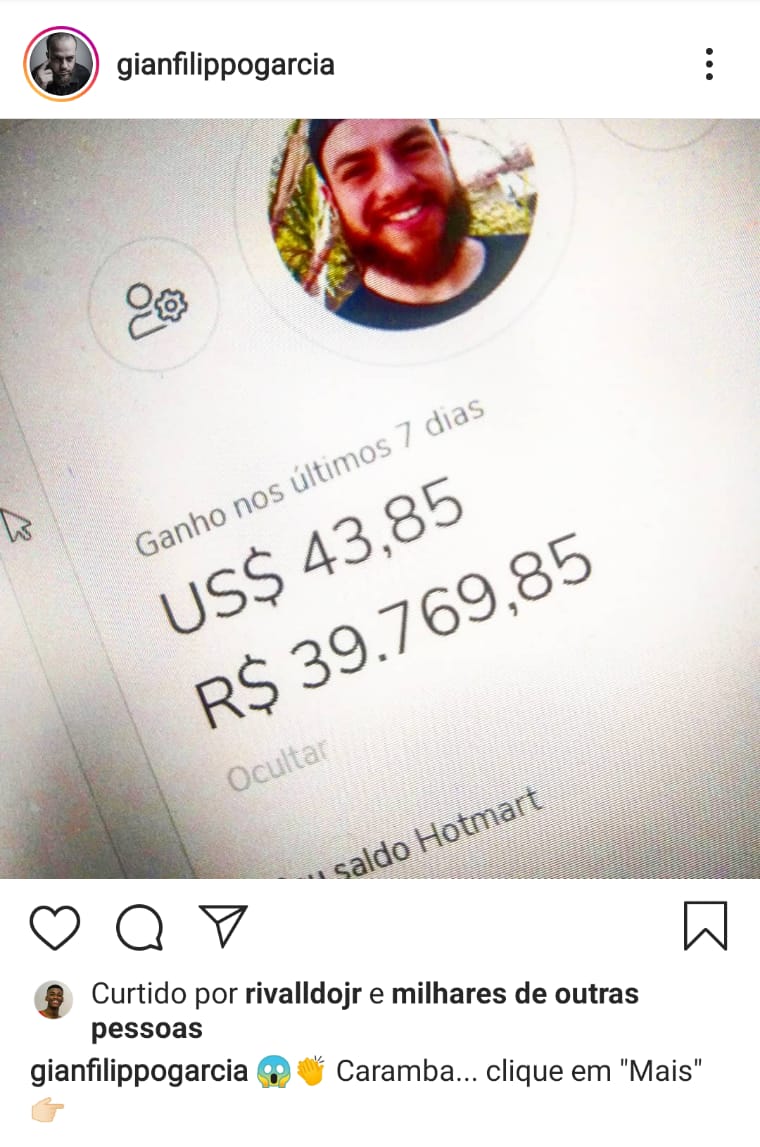 gianfilippogarcia
Ganho nos últimos 7 dias
US$ 43,85
R$ 39.769,85
Ocultar
saldo Hotmart
Curtido por rivalldojr e milhares de outras
pessoas
gianfilippogarcia 😱👏 Caramba... clique em "Mais"
👉🏻